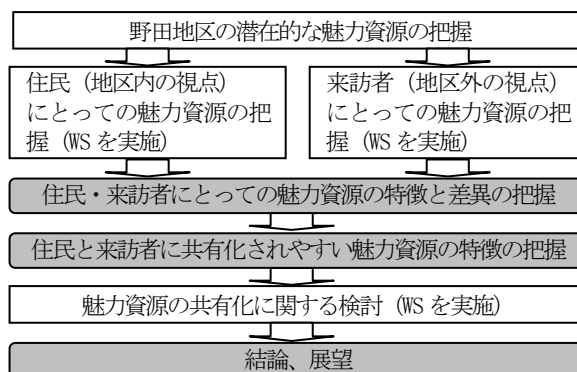 野田地区の潜在的な魅力資源の把握
住民（地区内の視点）
にとっての魅力資源の把
握（WSを実施）
来訪者（地区外の視点）
にとっての魅力資源の把
握（WSを実施）
住民・来訪者にとっての魅力資源の特徴と差異の把握
住民と来訪者に共有化されやすい魅力資源の特徴の把握
魅力資源の共有化に関する検討（WSを実施）
結論、展望